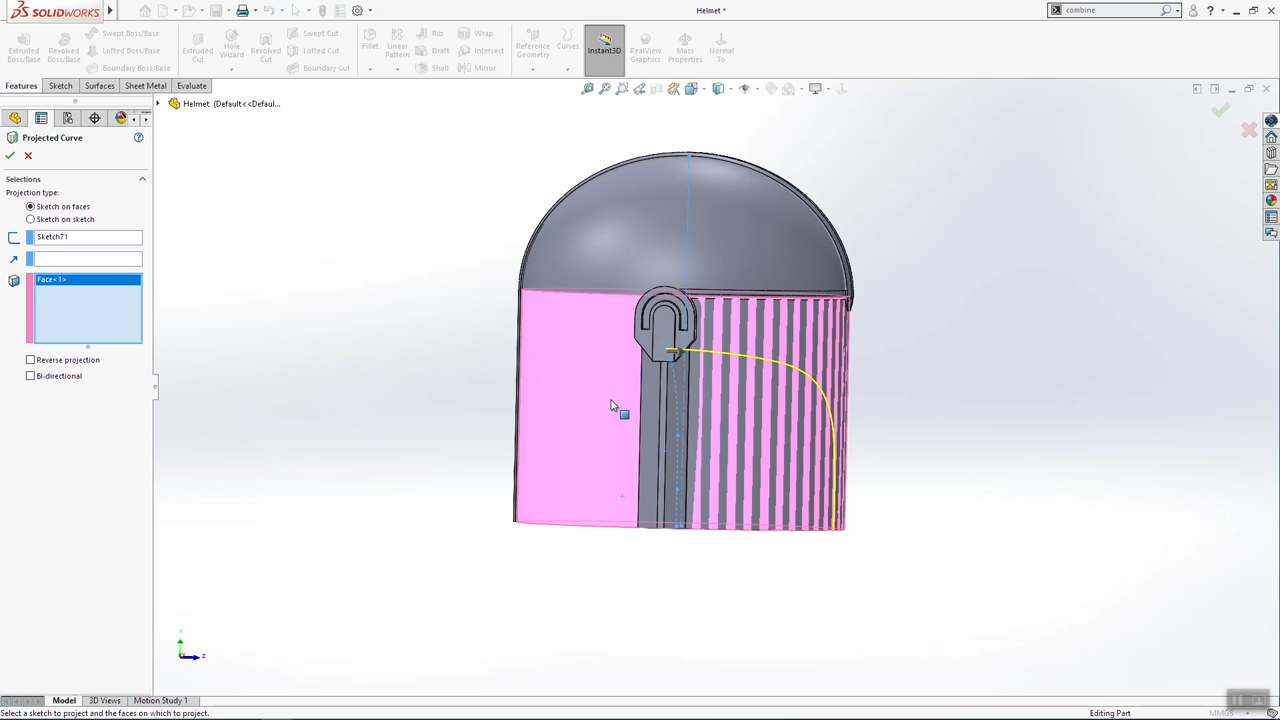 SOLIDWORKS
Helmet *
combine
Extruded Boss/Base
Revolved Boss/Base
Swept Boss/Base
Lofted Boss/Base
Boundary Boss/Base
Extruded Cut
Hole Wizard
Revolved Cut
Swept Cut
Lofted Cut
Boundary Cut
Fillet
Linear Pattern
Rib
Draft
Shell
Wrap
Intersect
Mirror
Reference Geometry
Curves
Instant3D
RealView Graphics
Mass Properties
Normal To
Features
Sketch
Surfaces
Sheet Metal
Evaluate
Helmet (Default<<Defaul...
Projected Curve
Selections
Projection type:
Sketch on faces
Sketch on sketch
Sketch71
Face<1>
Reverse projection
Bi-directional
Y
Z
Model
3D Views
Motion Study 1
Select a sketch to project and the faces on which to project.
Editing Part
MMGS